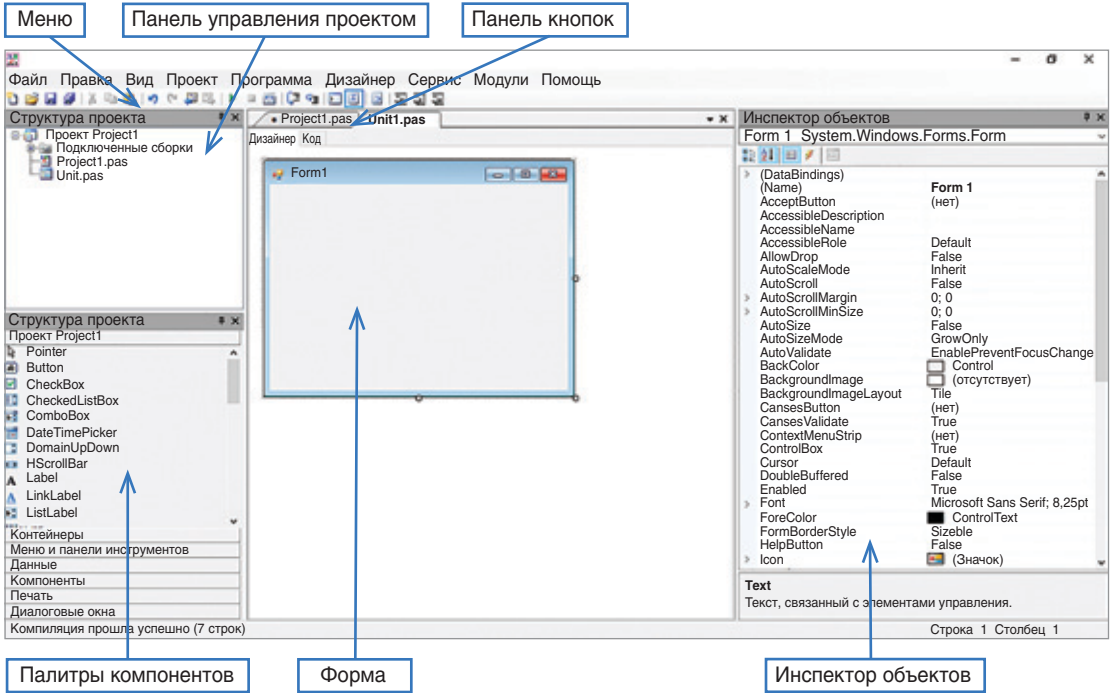 Меню
Панель управления проектом
Панель кнопок
Файл Правка Вид Проект Программа Дизайнер Сервис Модули Помощь
Структура проекта
Проект Project1
Подключенные сборки
Project1.pas
Unit.pas
• Project1.pas Unit1.pas
Дизайнер Код
Form1
Структура проекта
Проект Project1
Pointer
Button
CheckBox
CheckedListBox
ComboBox
DateTimePicker
DomainUpDown
HScrollBar
Label
LinkLabel
ListLabel
Контейнеры
Меню и панели инструментов
Данные
Компоненты
Печать
Диалоговые окна
Инспектор объектов
Form 1 System.Windows.Forms.Form
(DataBindings)
(Name) Form 1
AcceptButton (нет)
AccessibleDescription
AccessibleName
AccessibleRole Default
AllowDrop False
AutoScaleMode Inherit
AutoScroll False
AutoScrollMargin 0; 0
AutoScrollMinSize 0; 0
AutoSize False
AutoSizeMode GrowOnly
AutoValidate EnablePreventFocusChange
BackColor Control
BackgroundImage (отсутствует)
BackgroundImageLayout Tile
CansesButton (нет)
CansesValidate True
ContextMenuStrip (нет)
ControlBox True
Cursor Default
DoubleBuffered False
Enabled True
Font Microsoft Sans Serif; 8,25pt
ForeColor ControlText
FormBorderStyle Sizeble
HelpButton False
Icon (Значок)
Text
Текст, связанный с элементами управления.
Компиляция прошла успешно (7 строк)
Строка 1 Столбец 1
Палитры компонентов
Форма
Инспектор объектов